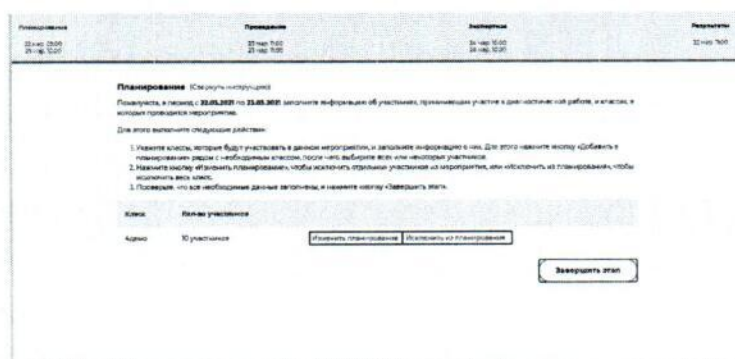 Планирование Проведение Экспертиза Результаты
Планирование (Свернуть инструкцию)
Пожалуйста, в период с 22.03.2021 по 23.03.2021 заполните информацию об участниках, принимающих участие в диагностической работе, и классах, в
которых проводится мероприятие.
Для этого выполните следующие действия:
1. Укажите классы, которые будут участвовать в данном мероприятии, и заполните информацию о них. Для этого нажмите кнопку «Добавить в
планирование» рядом с необходимым классом, после чего выберите всех или некоторых участников.
2. Нажмите кнопку «Изменить планирование», чтобы исключить отдельных участников из мероприятия, или «Исключить из планирования», чтобы
исключить весь класс.
3. Проверьте, что все необходимые данные заполнены, и нажмите кнопку «Завершить этап».
Класс Кол-во участников
4демо 10 участников Изменить планирование Исключить из планирования
Завершить этап